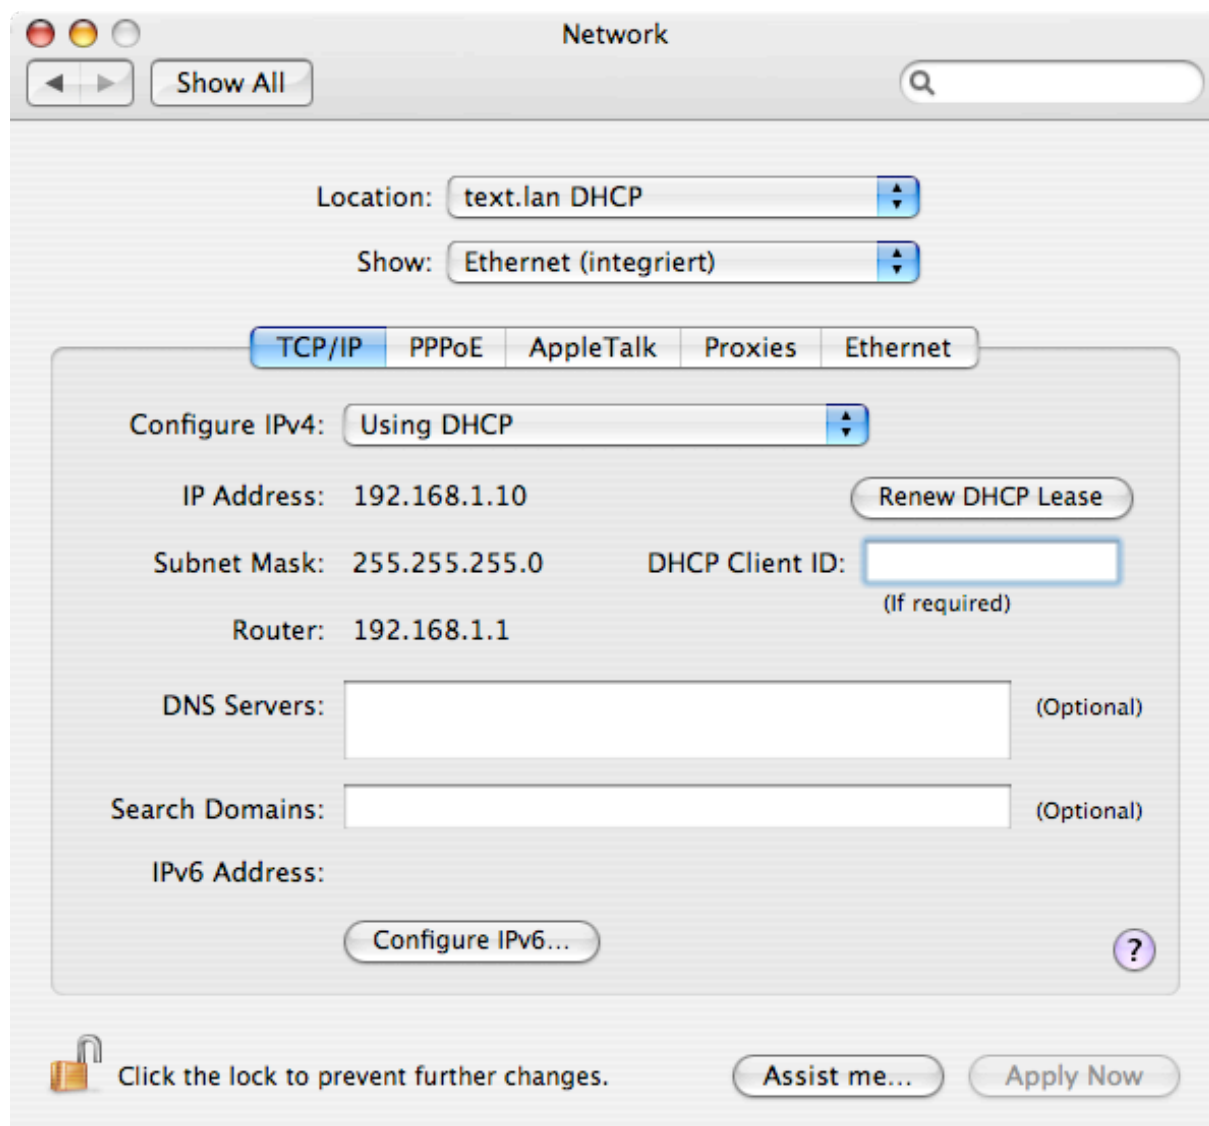 Network
Show All
Location: text.lan DHCP
Show: Ethernet (integriert)
TCP/IP PPPoE AppleTalk Proxies Ethernet
Configure IPv4: Using DHCP
IP Address: 192.168.1.10 Renew DHCP Lease
Subnet Mask: 255.255.255.0 DHCP Client ID:
(If required)
Router: 192.168.1.1
DNS Servers: (Optional)
Search Domains: (Optional)
IPv6 Address:
Configure IPv6...
?
Click the lock to prevent further changes. Assist me... Apply Now